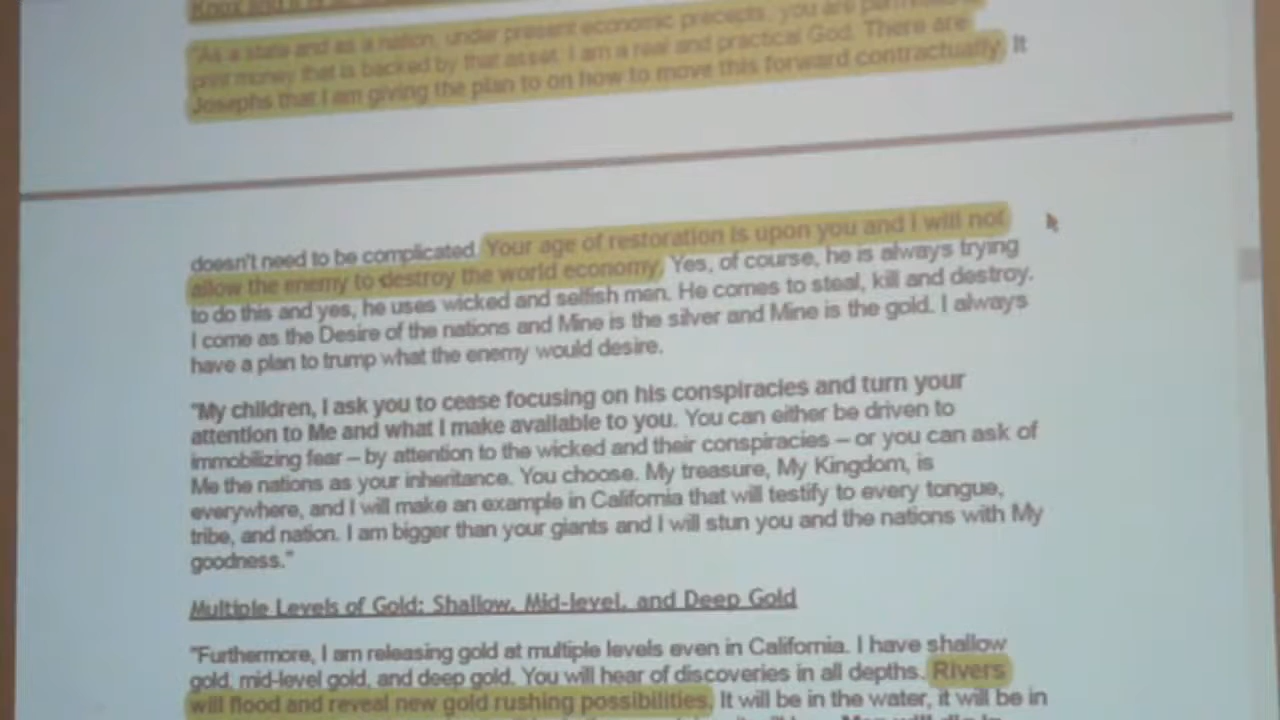 Knox and
"As a state and as a nation, under present economic precepts, you are
print money that is backed by that asset. I am a real and practical God. There are
Josephs that I am giving the plan to on how to move this forward contractually. It
doesn't need to be complicated. Your age of restoration is upon you and I will not
allow the enemy to destroy the world economy. Yes, of course, he is always trying
to do this and yes, he uses wicked and selfish men. He comes to steal, kill and destroy.
I come as the Desire of the nations and Mine is the silver and Mine is the gold. I always
have a plan to trump what the enemy would desire.
"My children, I ask you to cease focusing on his conspiracies and turn your
attention to Me and what I make available to you. You can either be driven to
immobilizing fear – by attention to the wicked and their conspiracies – or you can ask of
Me the nations as your inheritance. You choose. My treasure, My Kingdom, is
everywhere, and I will make an example in California that will testify to every tongue,
tribe, and nation. I am bigger than your giants and I will stun you and the nations with My
goodness."
Multiple Levels of Gold: Shallow, Mid-level, and Deep Gold
"Furthermore, I am releasing gold at multiple levels even in California. I have shallow
gold, mid-level gold, and deep gold. You will hear of discoveries in all depths. Rivers
will flood and reveal new gold rushing possibilities. It will be in the water, it will be in